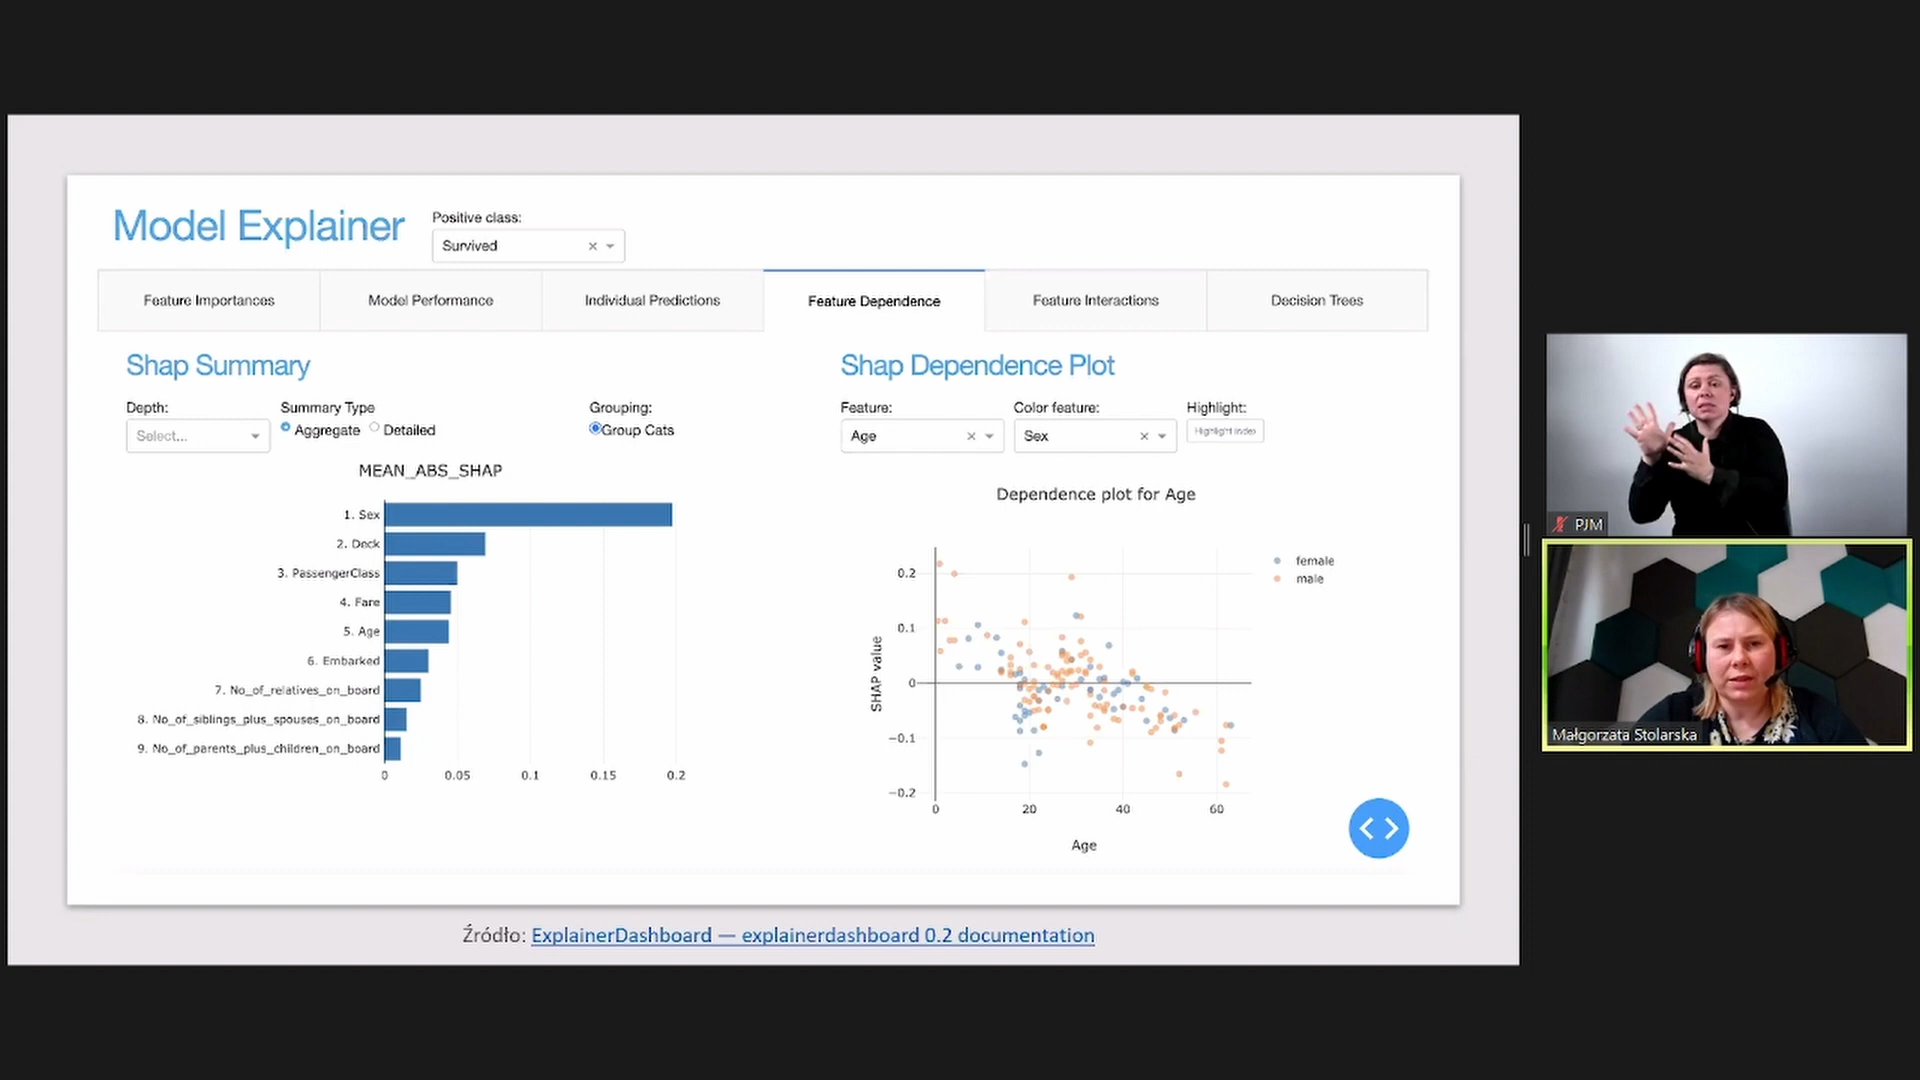 Model Explainer
Positive class:
Survived
Feature Importances
Model Performance
Individual Predictions
Feature Dependence
Feature Interactions
Decision Trees
Shap Summary
Depth:
Select...
Summary Type
Aggregate
Detailed
Grouping:
Group Cats
MEAN_ABS_SHAP
1. Sex
2. Deck
3. PassengerClass
4. Fare
5. Age
6. Embarked
7. No_of_relatives_on_board
8. No_of_siblings_plus_spouses_on_board
9. No_of_parents_plus_children_on_board
0 0.05 0.1 0.15 0.2
Shap Dependence Plot
Feature:
Age
Color feature:
Sex
Highlight:
Highlight index
Dependence plot for Age
female
male
0.2
0.1
0
−0.1
−0.2
SHAP value
0 20 40 60
Age
Źródło: ExplainerDashboard — explainerdashboard 0.2 documentation
PJM
Małgorzata Stolarska